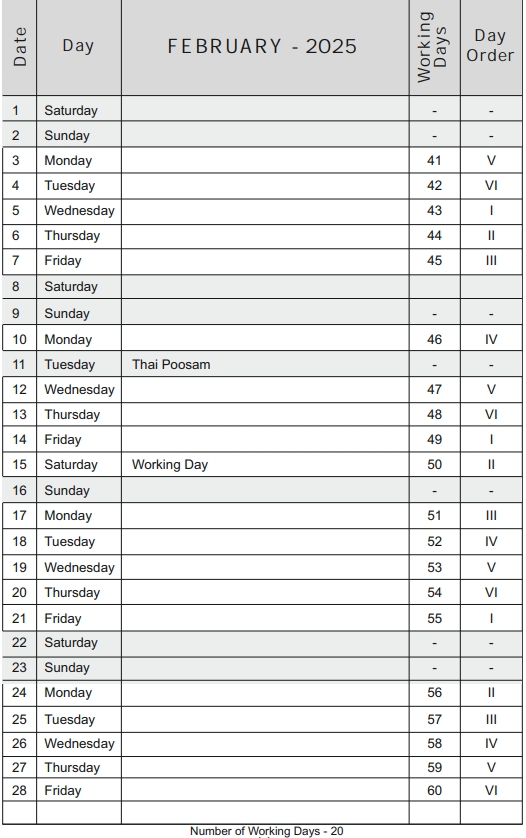 Date Day FEBRUARY - 2025 Working Days Day Order
1 Saturday - -
2 Sunday - -
3 Monday 41 V
4 Tuesday 42 VI
5 Wednesday 43 I
6 Thursday 44 II
7 Friday 45 III
8 Saturday
9 Sunday - -
10 Monday 46 IV
11 Tuesday Thai Poosam - -
12 Wednesday 47 V
13 Thursday 48 VI
14 Friday 49 I
15 Saturday Working Day 50 II
16 Sunday - -
17 Monday 51 III
18 Tuesday 52 IV
19 Wednesday 53 V
20 Thursday 54 VI
21 Friday 55 I
22 Saturday - -
23 Sunday - -
24 Monday 56 II
25 Tuesday 57 III
26 Wednesday 58 IV
27 Thursday 59 V
28 Friday 60 VI
Number of Working Days - 20